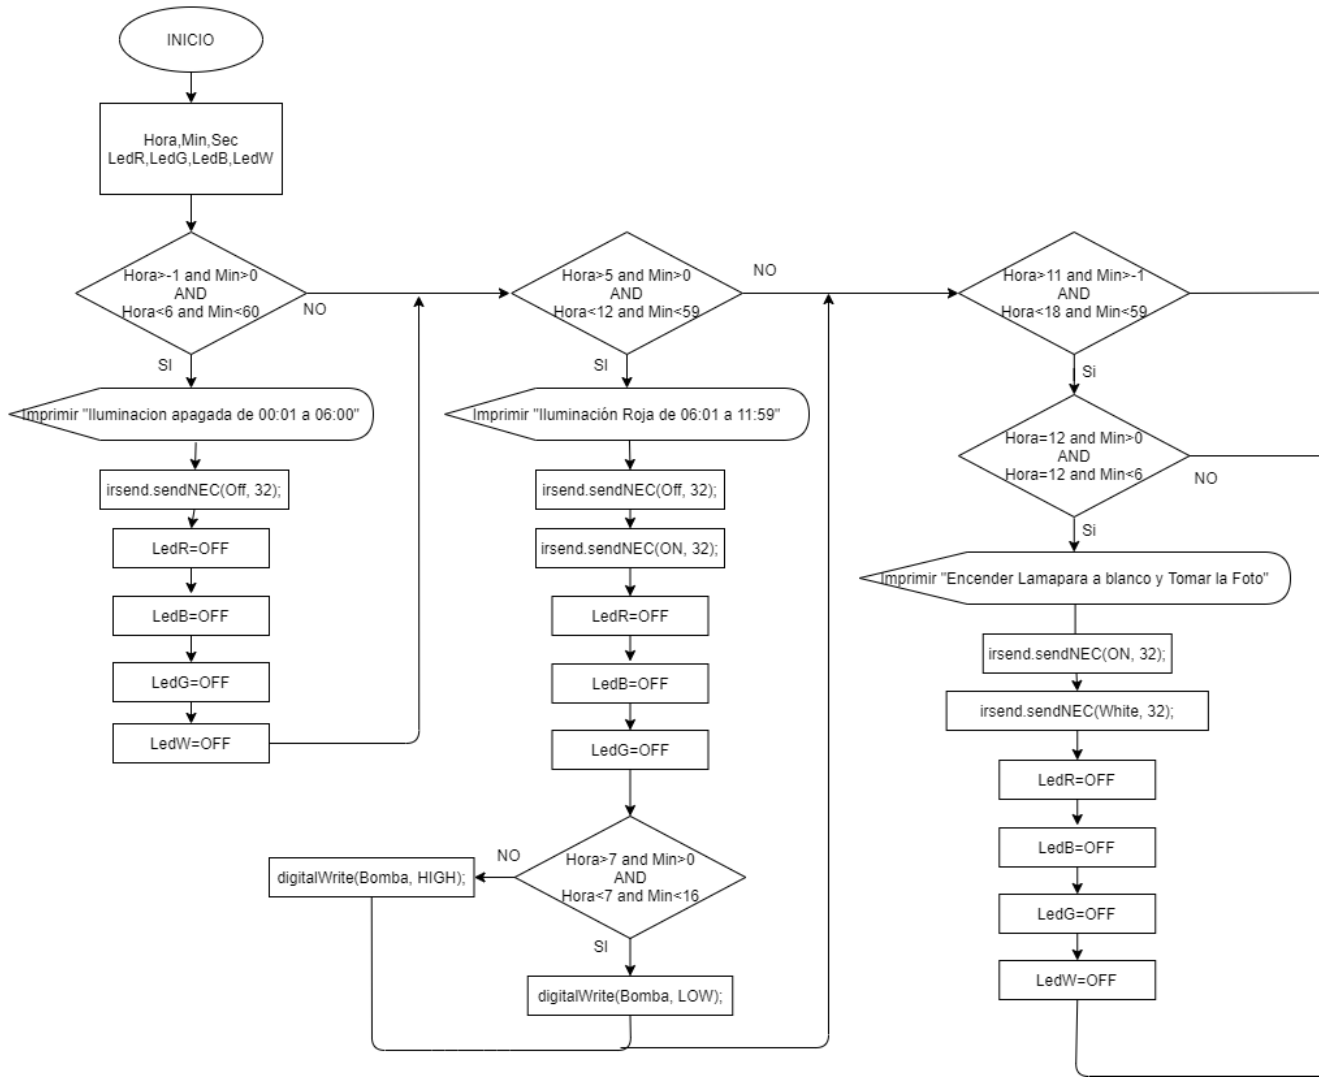 INICIO
Hora,Min,Sec
LedR,LedG,LedB,LedW
Hora>-1 and Min>0
AND
Hora<6 and Min<60
NO
SI
Imprimir "Iluminacion apagada de 00:01 a 06:00"
irsend.sendNEC(Off, 32);
LedR=OFF
LedB=OFF
LedG=OFF
LedW=OFF
Hora>5 and Min>0
AND
Hora<12 and Min<59
NO
SI
Imprimir "Iluminación Roja de 06:01 a 11:59"
irsend.sendNEC(Off, 32);
irsend.sendNEC(ON, 32);
LedR=OFF
LedB=OFF
LedG=OFF
Hora>7 and Min>0
AND
Hora<7 and Min<16
NO
digitalWrite(Bomba, HIGH);
SI
digitalWrite(Bomba, LOW);
Hora>11 and Min>-1
AND
Hora<18 and Min<59
Si
Hora=12 and Min>0
AND
Hora=12 and Min<6
NO
Si
Imprimir "Encender Lamapara a blanco y Tomar la Foto"
irsend.sendNEC(ON, 32);
irsend.sendNEC(White, 32);
LedR=OFF
LedB=OFF
LedG=OFF
LedW=OFF